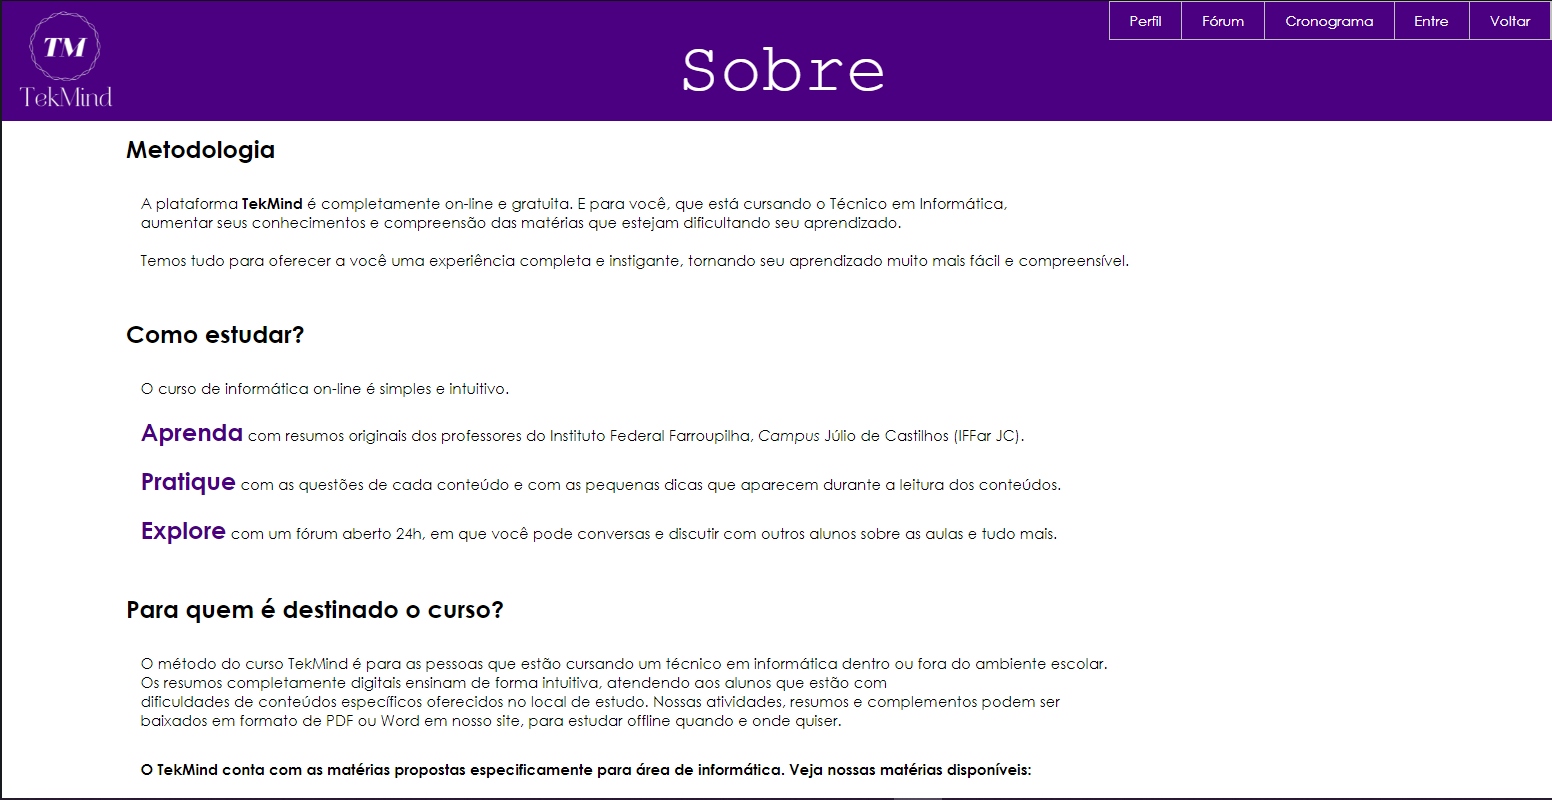 TM
TekMind
Perfil
Fórum
Cronograma
Entre
Voltar
Sobre
Metodologia
A plataforma TekMind é completamente on-line e gratuita. E para você, que está cursando o Técnico em Informática,
aumentar seus conhecimentos e compreensão das matérias que estejam dificultando seu aprendizado.
Temos tudo para oferecer a você uma experiência completa e instigante, tornando seu aprendizado muito mais fácil e compreensível.
Como estudar?
O curso de informática on-line é simples e intuitivo.
Aprenda com resumos originais dos professores do Instituto Federal Farroupilha, Campus Júlio de Castilhos (IFFar JC).
Pratique com as questões de cada conteúdo e com as pequenas dicas que aparecem durante a leitura dos conteúdos.
Explore com um fórum aberto 24h, em que você pode conversas e discutir com outros alunos sobre as aulas e tudo mais.
Para quem é destinado o curso?
O método do curso TekMind é para as pessoas que estão cursando um técnico em informática dentro ou fora do ambiente escolar.
Os resumos completamente digitais ensinam de forma intuitiva, atendendo aos alunos que estão com
dificuldades de conteúdos específicos oferecidos no local de estudo. Nossas atividades, resumos e complementos podem ser
baixados em formato de PDF ou Word em nosso site, para estudar offline quando e onde quiser.
O TekMind conta com as matérias propostas especificamente para área de informática. Veja nossas matérias disponíveis: